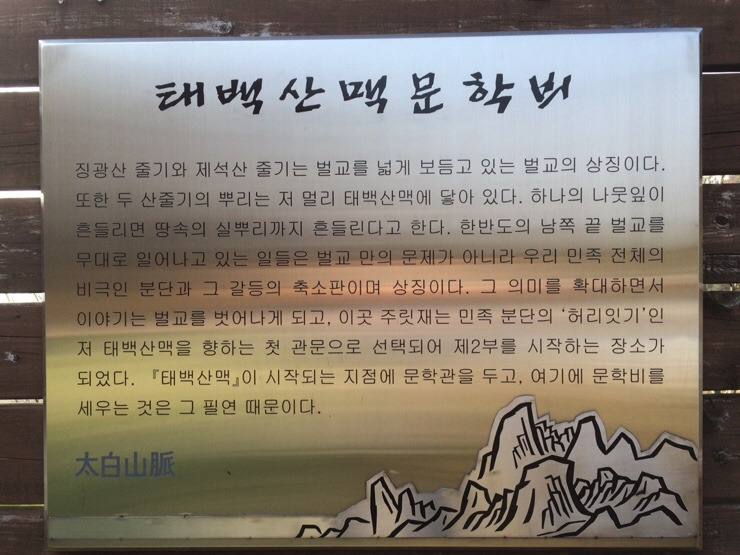 태백산맥문학비
징광산 줄기와 제석산 줄기는 벌교를 넓게 보듬고 있는 벌교의 상징이다.
또한 두 산줄기의 뿌리는 저 멀리 태백산맥에 닿아 있다. 하나의 나뭇잎이
흔들리면 땅속의 실뿌리까지 흔들린다고 한다. 한반도의 남쪽 끝 벌교를
무대로 일어나고 있는 일들은 벌교 만의 문제가 아니라 우리 민족 전체의
비극인 분단과 그 갈등의 축소판이며 상징이다. 그 의미를 확대하면서
이야기는 벌교를 벗어나게 되고, 이곳 주릿재는 민족 분단의 ‘허리잇기’인
저 태백산맥을 향하는 첫 관문으로 선택되어 제2부를 시작하는 장소가
되었다. 『태백산맥』이 시작되는 지점에 문학관을 두고, 여기에 문학비를
세우는 것은 그 필연 때문이다.
太白山脈